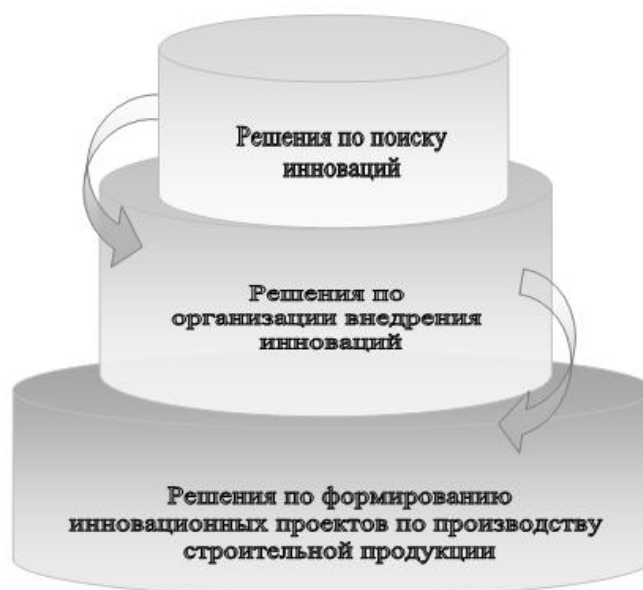 Решения по поиску
инноваций
Решения по
организации внедрения
инноваций
Решения по формированию
инновационных проектов по производству
строительной продукции